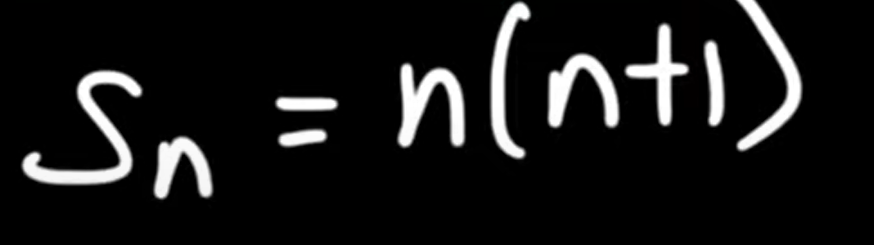 Sn = n(n+1)